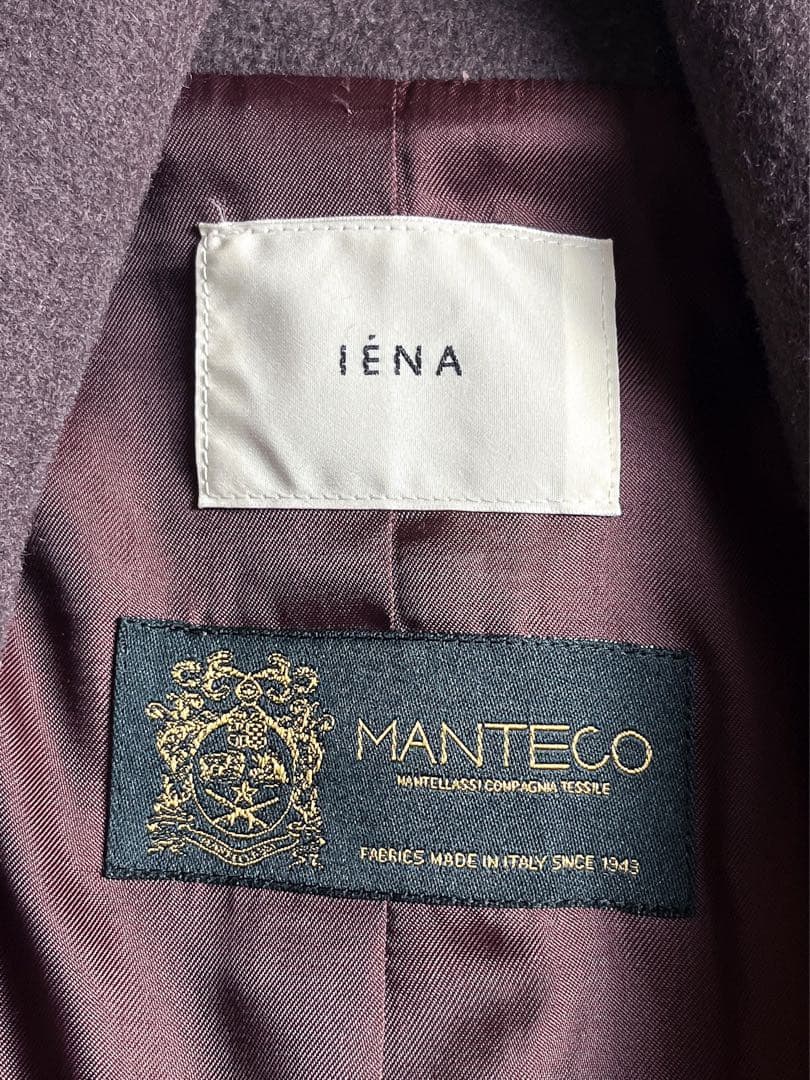 IÉNA
MANTECO
MANTELLASSI COMPAGNIA TESSILE
FABRICS MADE IN ITALY SINCE 1943